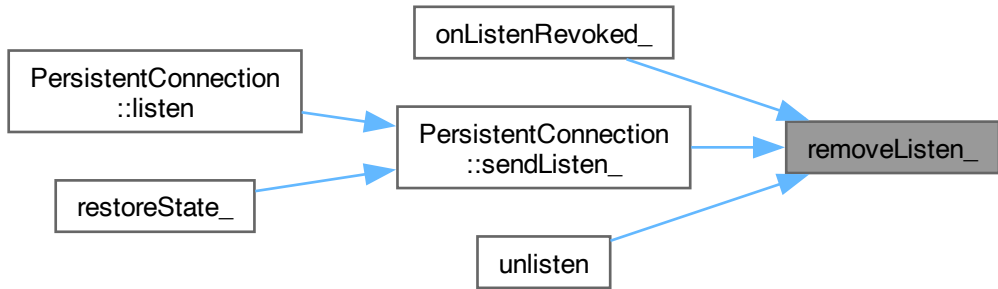 onListenRevoked_
PersistentConnection
::listen
PersistentConnection
::sendListen_
removeListen_
restoreState_
unlisten